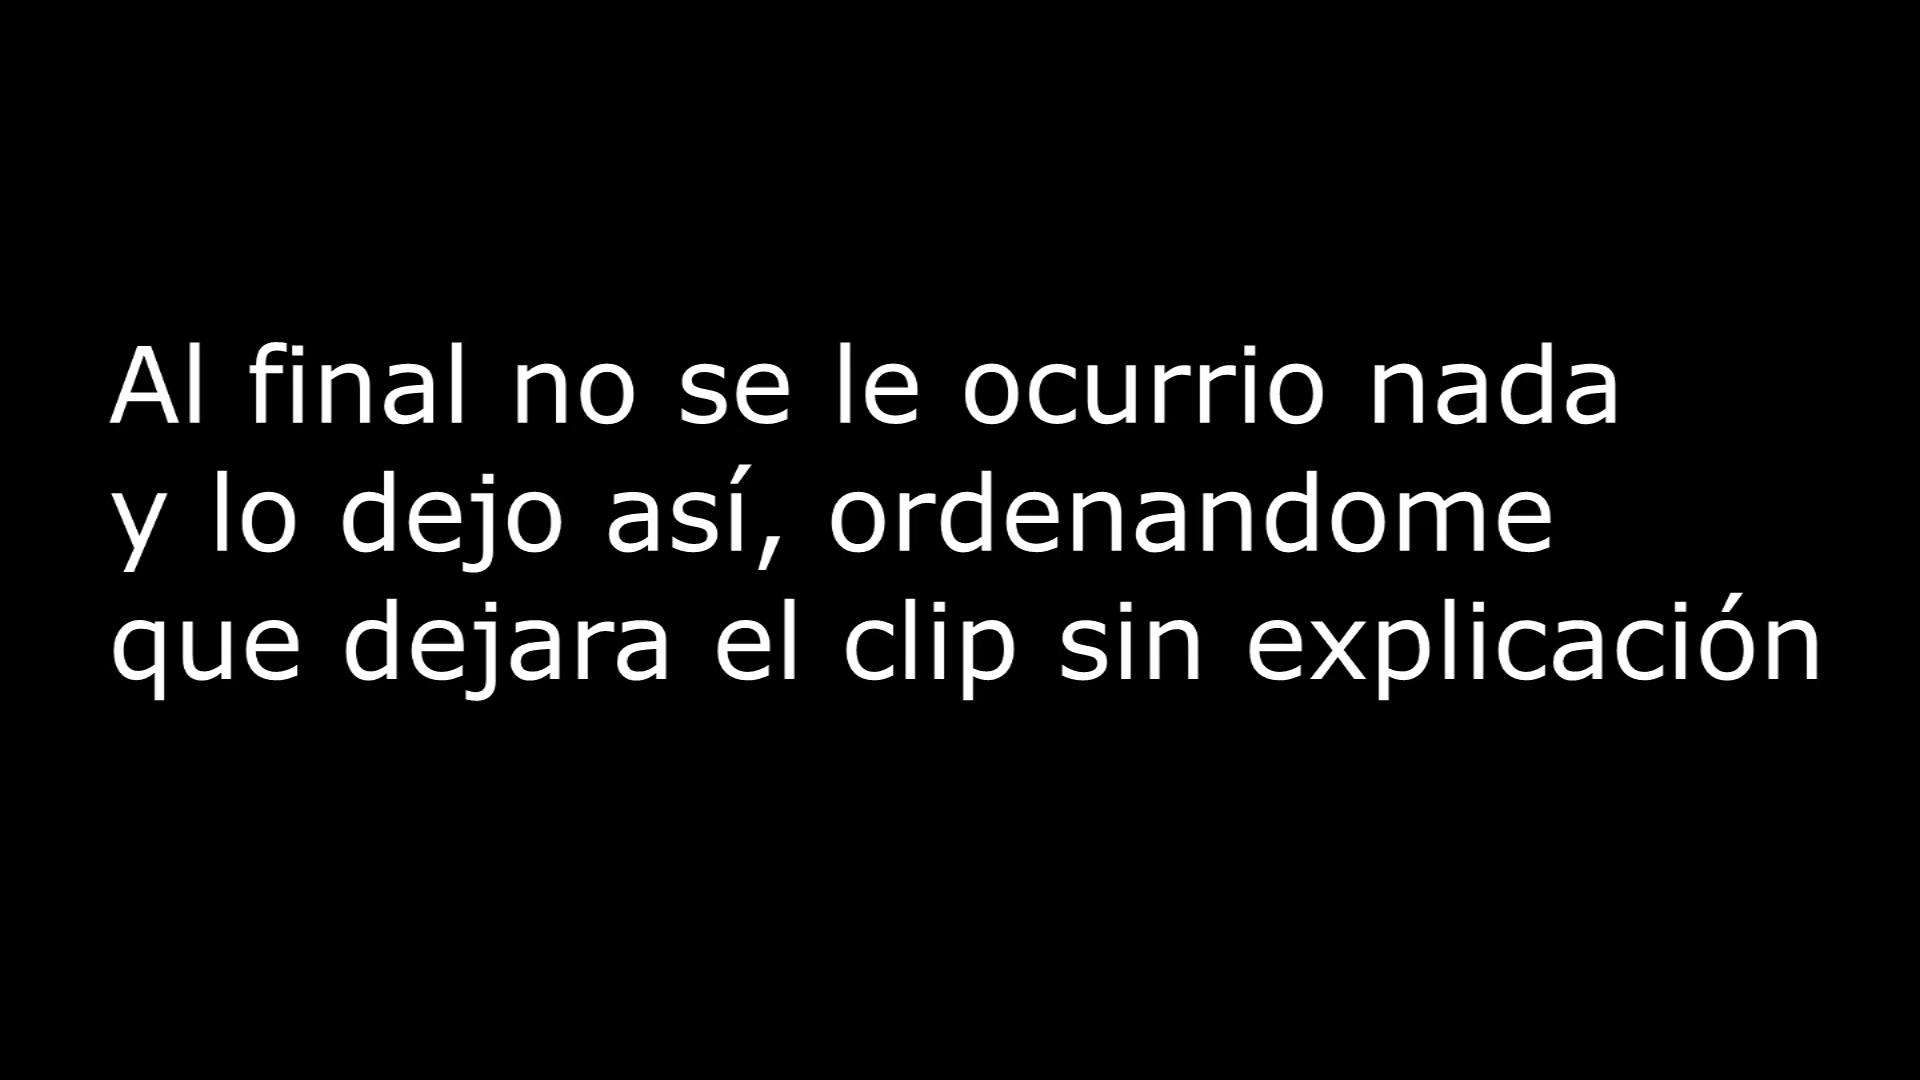 Al final no se le ocurrio nada
y lo dejo así, ordenandome
que dejara el clip sin explicación